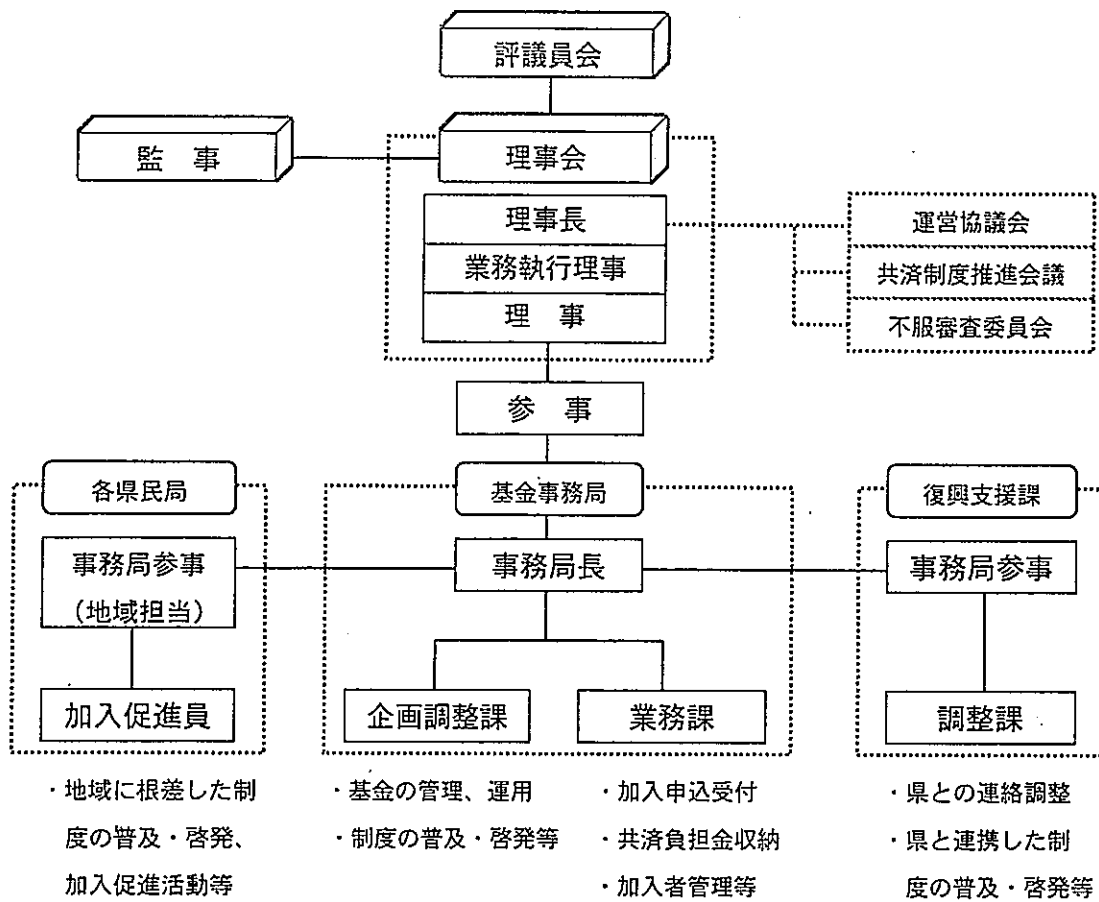 評議員会
監　事
理事会
理事長
業務執行理事
理　事
運営協議会
共済制度推進会議
不服審査委員会
参　事
各県民局
基金事務局
復興支援課
事務局参事
（地域担当）
事務局長
事務局参事
加入促進員
企画調整課
業務課
調整課
・地域に根差した制
度の普及・啓発、
加入促進活動等
・基金の管理、運用
・制度の普及・啓発等
・加入申込受付
・共済負担金収納
・加入者管理等
・県との連絡調整
・県と連携した制
度の普及・啓発等